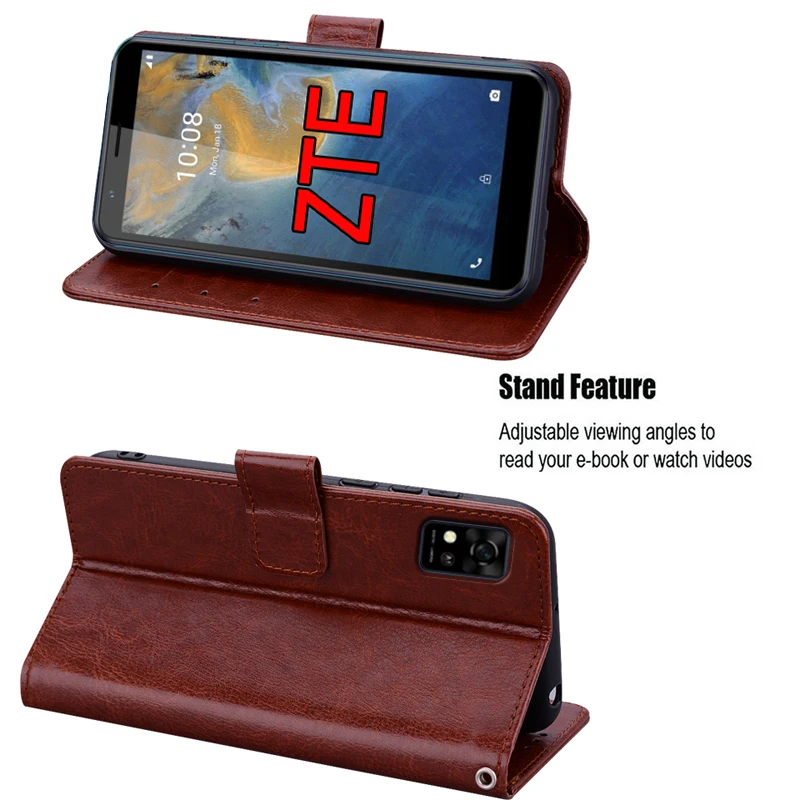 10:08
Mon, Jan 18
ZTE
Stand Feature
Adjustable viewing angles to
read your e-book or watch videos